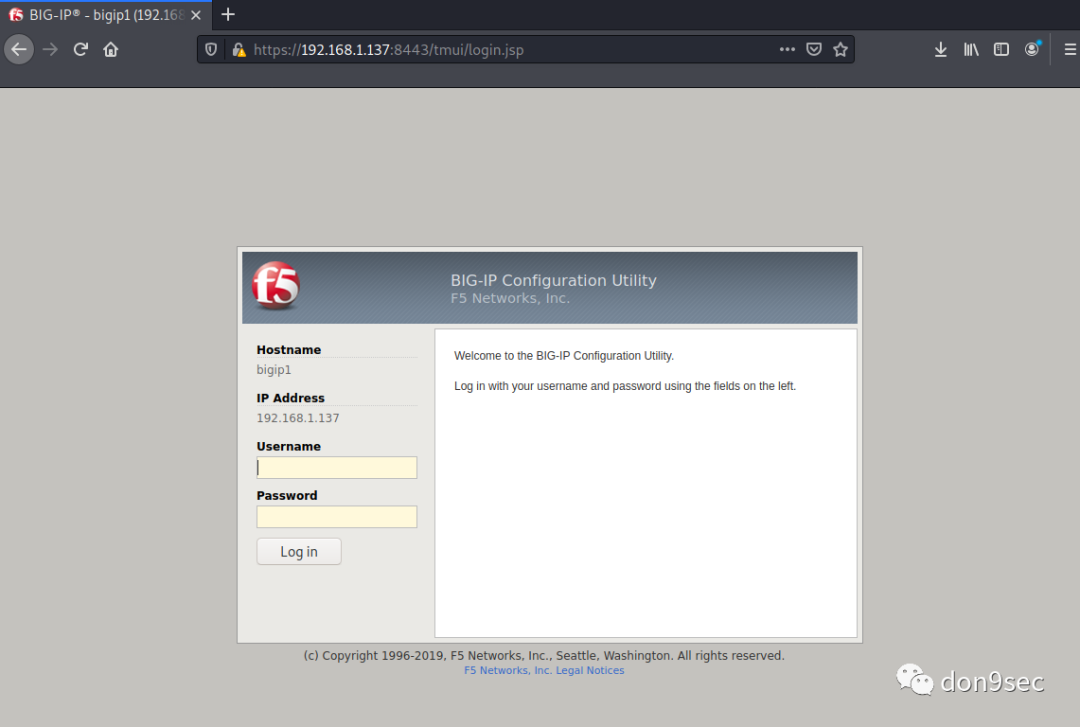 BIG-IP® - bigip1 (192.168
https://192.168.1.137:8443/tmui/login.jsp
f5
BIG-IP Configuration Utility
F5 Networks, Inc.
Hostname
bigip1
IP Address
192.168.1.137
Username
Password
Log in
Welcome to the BIG-IP Configuration Utility.
Log in with your username and password using the fields on the left.
(c) Copyright 1996-2019, F5 Networks, Inc., Seattle, Washington. All rights reserved.
F5 Networks, Inc. Legal Notices
don9sec